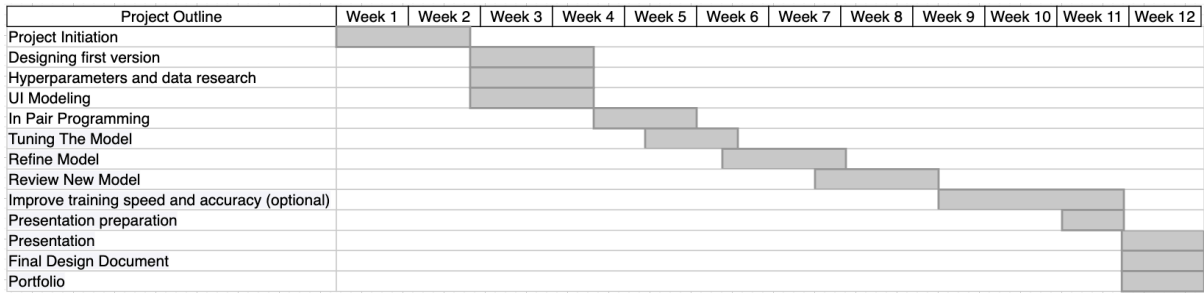 Project Outline Week 1 Week 2 Week 3 Week 4 Week 5 Week 6 Week 7 Week 8 Week 9 Week 10 Week 11 Week 12
Project Initiation
Designing first version
Hyperparameters and data research
UI Modeling
In Pair Programming
Tuning The Model
Refine Model
Review New Model
Improve training speed and accuracy (optional)
Presentation preparation
Presentation
Final Design Document
Portfolio